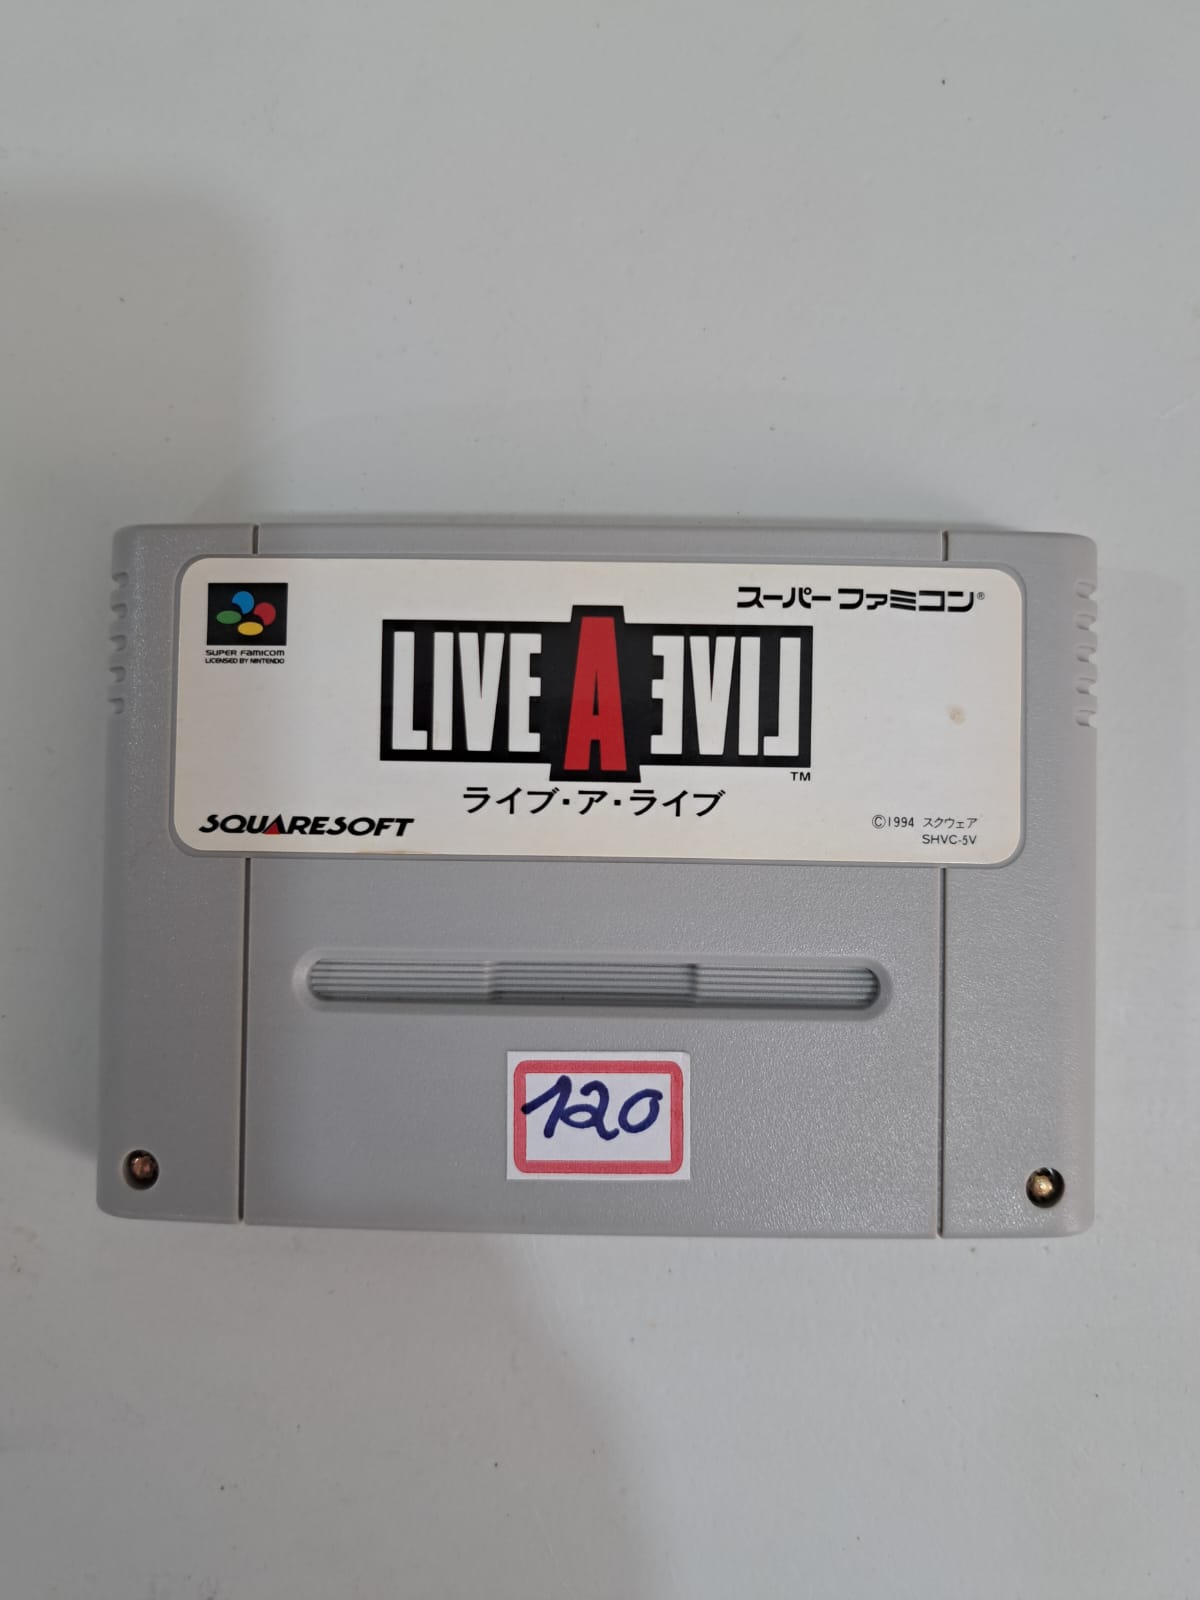 スーパーファミコン®
SUPER FAMICOM
LICENSED BY NINTENDO
LIVE A EVIL
TM
ライブ・ア・ライブ
SQUARESOFT
©1994 スクウェア
SHVC-5V
120